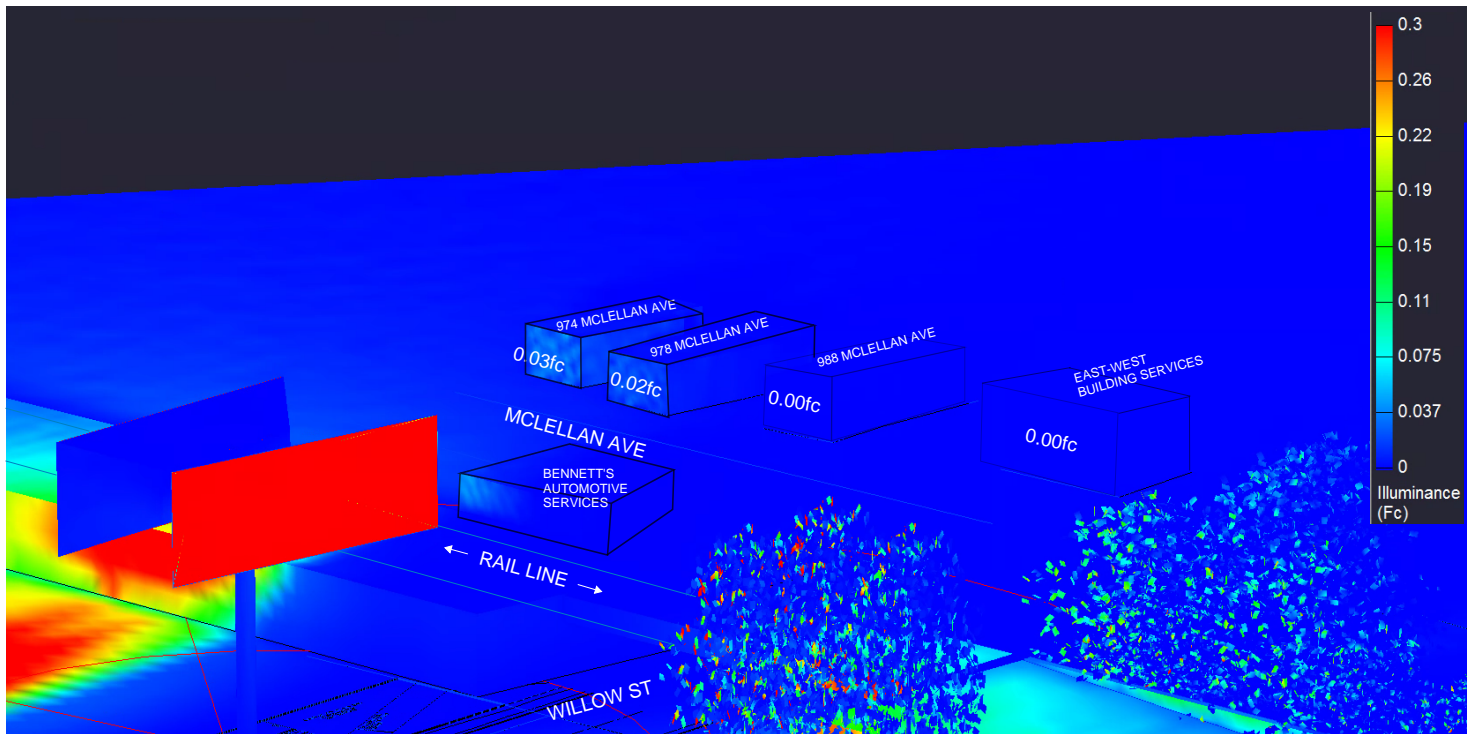 0.3
0.26
0.22
0.19
0.15
0.11
0.075
0.037
0
Illuminance
(Fc)
974 MCLELLAN AVE
0.03fc
978 MCLELLAN AVE
0.02fc
988 MCLELLAN AVE
0.00fc
EAST-WEST
BUILDING SERVICES
0.00fc
MCLELLAN AVE
BENNETT'S
AUTOMOTIVE
SERVICES
RAIL LINE
WILLOW ST